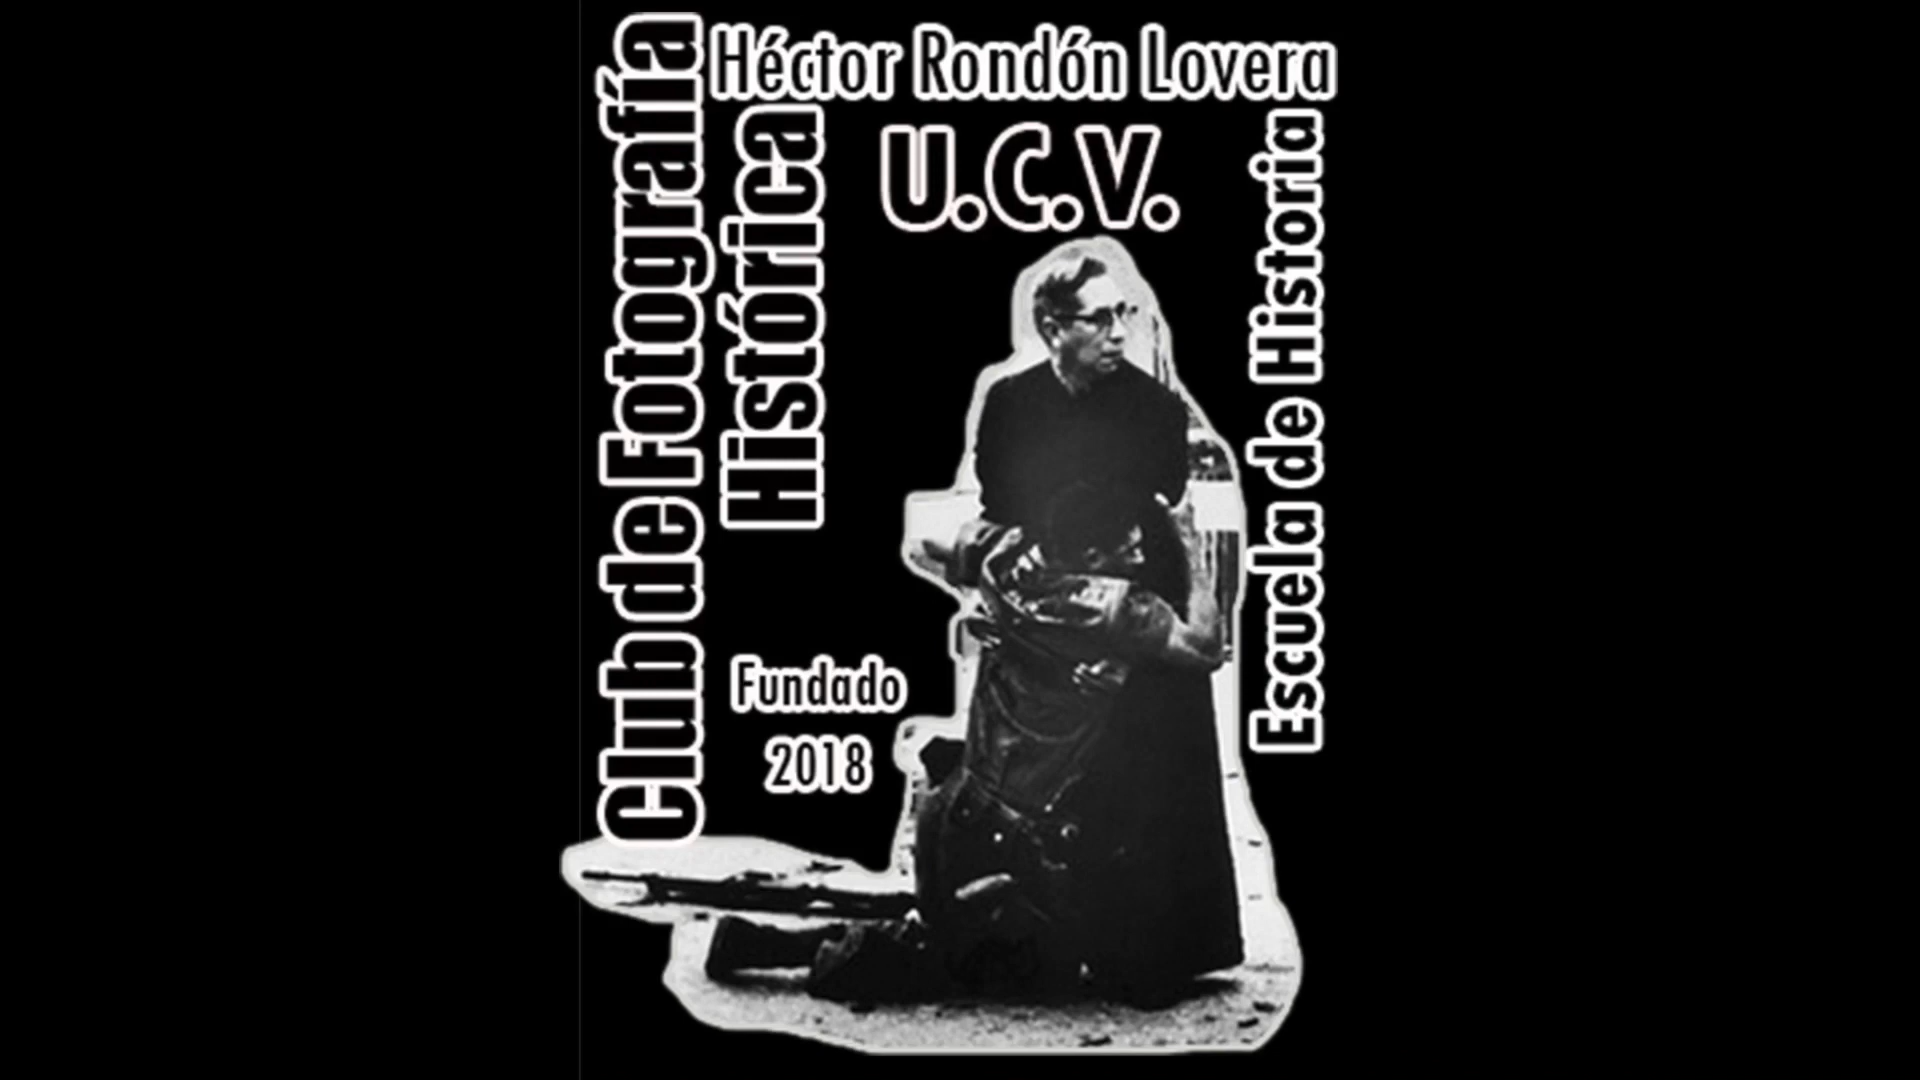 Club de Fotografía
Histórica
Héctor Rondón Lovera
U.C.V.
Escuela de Historia
Fundado
2018